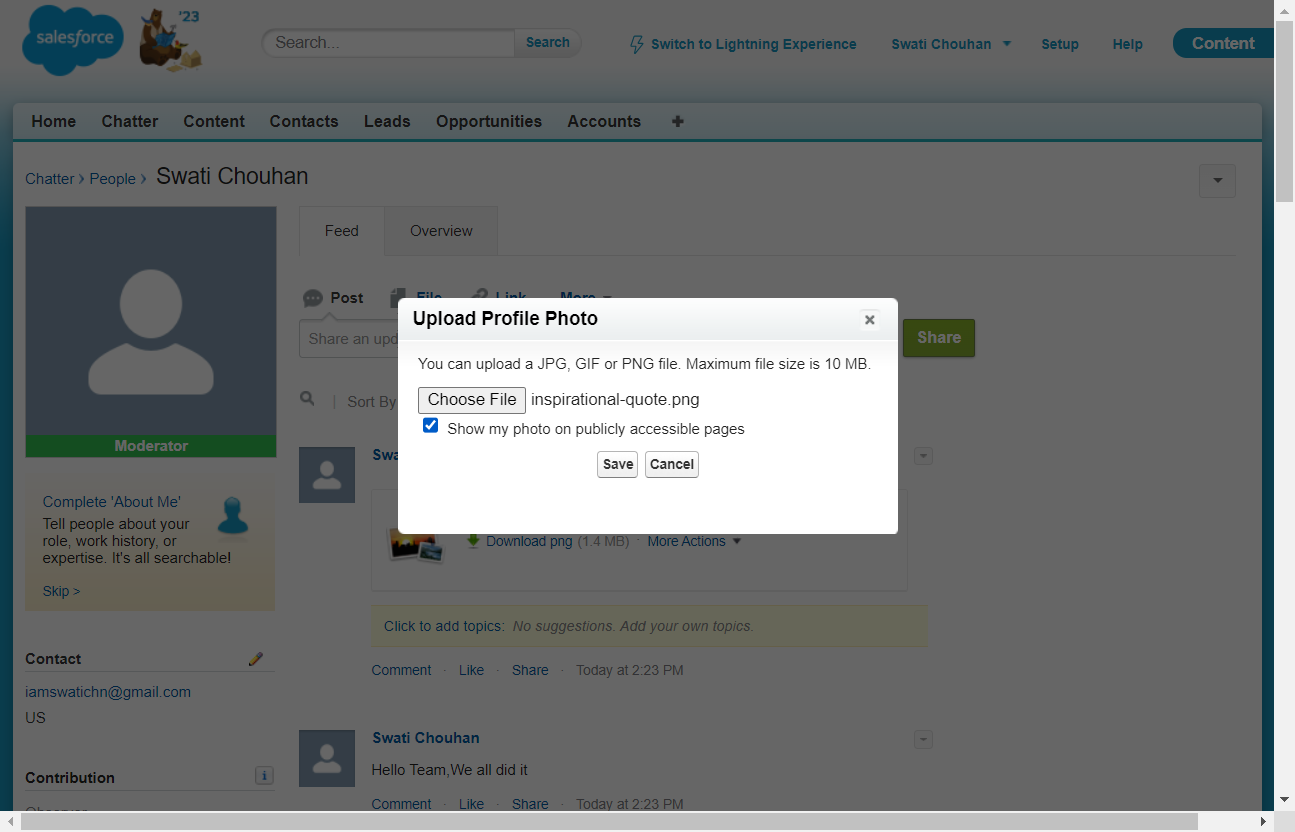 salesforce '23 Search... Search Switch to Lightning Experience Swati Chouhan Setup Help Content
Home Chatter Content Contacts Leads Opportunities Accounts
Chatter › People › Swati Chouhan
Feed Overview
Post File Link More
Share an upd Share
Upload Profile Photo
You can upload a JPG, GIF or PNG file. Maximum file size is 10 MB.
Choose File inspirational-quote.png
Show my photo on publicly accessible pages
Save Cancel
Sort By
Moderator
Swa
Complete 'About Me'
Tell people about your
role, work history, or
expertise. It's all searchable!
Skip >
Download png (1.4 MB) · More Actions
Click to add topics: No suggestions. Add your own topics.
Comment · Like · Share · Today at 2:23 PM
Contact
iamswatichn@gmail.com
US
Swati Chouhan
Hello Team,We all did it
Comment · Like · Share · Today at 2:23 PM
Contribution
Observer